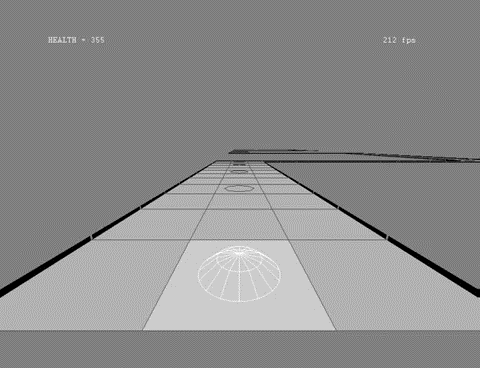 HEALTH = 355
212 fps